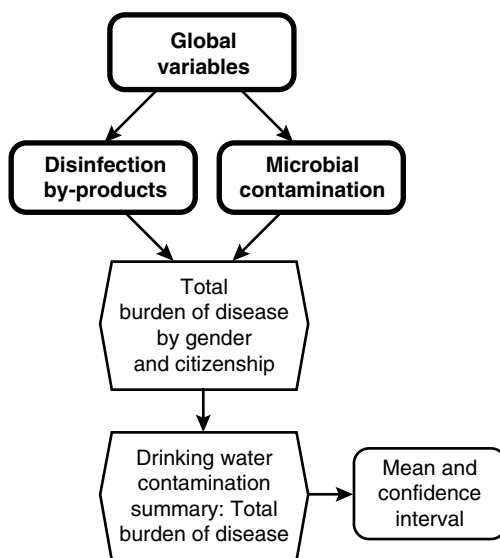 Global
variables
Disinfection
by-products
Microbial
contamination
Total
burden of disease
by gender
and citizenship
Drinking water
contamination
summary: Total
burden of disease
Mean and
confidence
interval